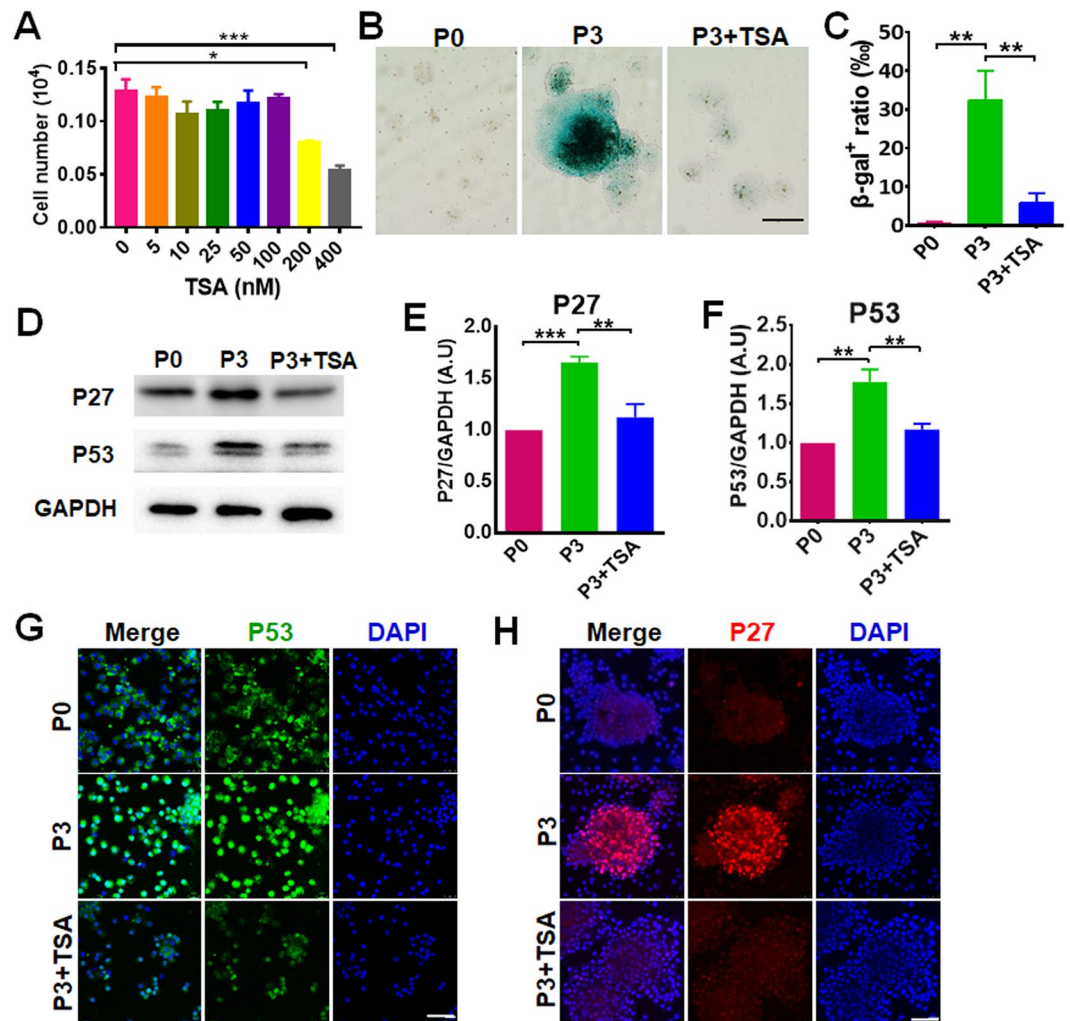 A
***
*
Cell number (10⁴)
0.15
0.10
0.05
0.00
0
5
10
25
50
100
200
400
TSA (nM)
B
P0
P3
P3+TSA
C
β-gal⁺ ratio (‰)
50
40
30
20
10
0
**
**
P0
P3
P3+TSA
D
P0
P3
P3+TSA
P27
P53
GAPDH
E
P27
P27/GAPDH (A.U)
2.0
1.5
1.0
0.5
0.0
***
**
P0
P3
P3+TSA
F
P53
P53/GAPDH (A.U)
2.5
2.0
1.5
1.0
0.5
0.0
**
**
P0
P3
P3+TSA
G
Merge
P53
DAPI
P0
P3
P3+TSA
H
Merge
P27
DAPI
P0
P3
P3+TSA